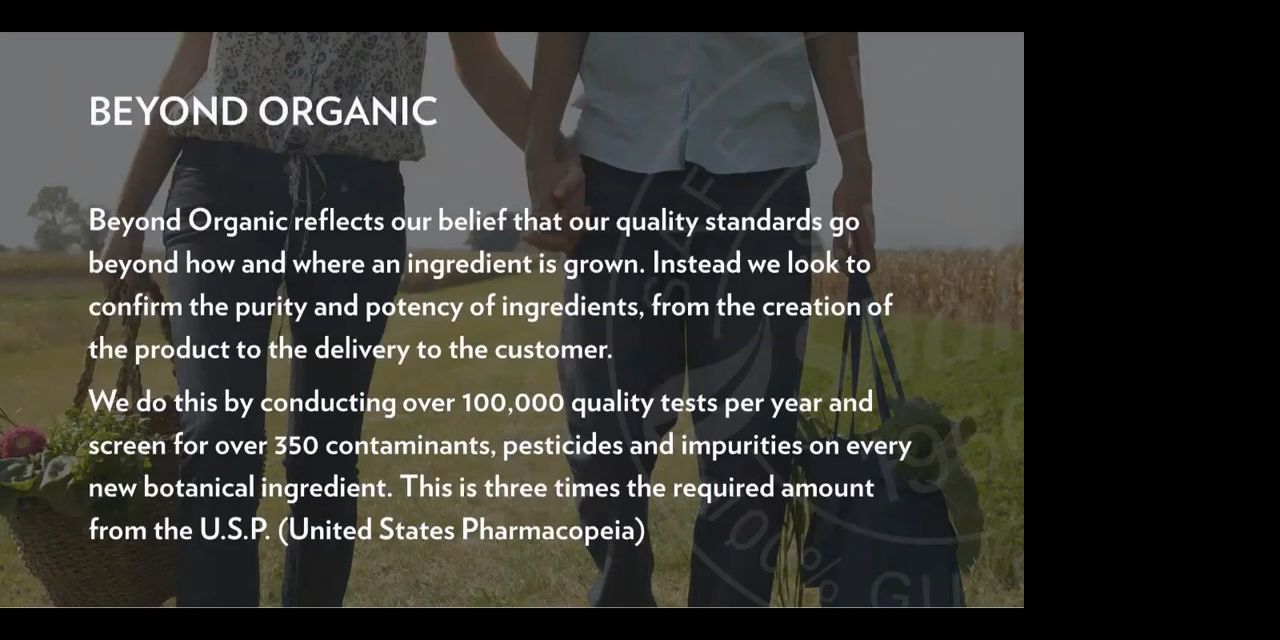 BEYOND ORGANIC
Beyond Organic reflects our belief that our quality standards go
beyond how and where an ingredient is grown. Instead we look to
confirm the purity and potency of ingredients, from the creation of
the product to the delivery to the customer.
We do this by conducting over 100,000 quality tests per year and
screen for over 350 contaminants, pesticides and impurities on every
new botanical ingredient. This is three times the required amount
from the U.S.P. (United States Pharmacopeia)
SAFE
100% GU